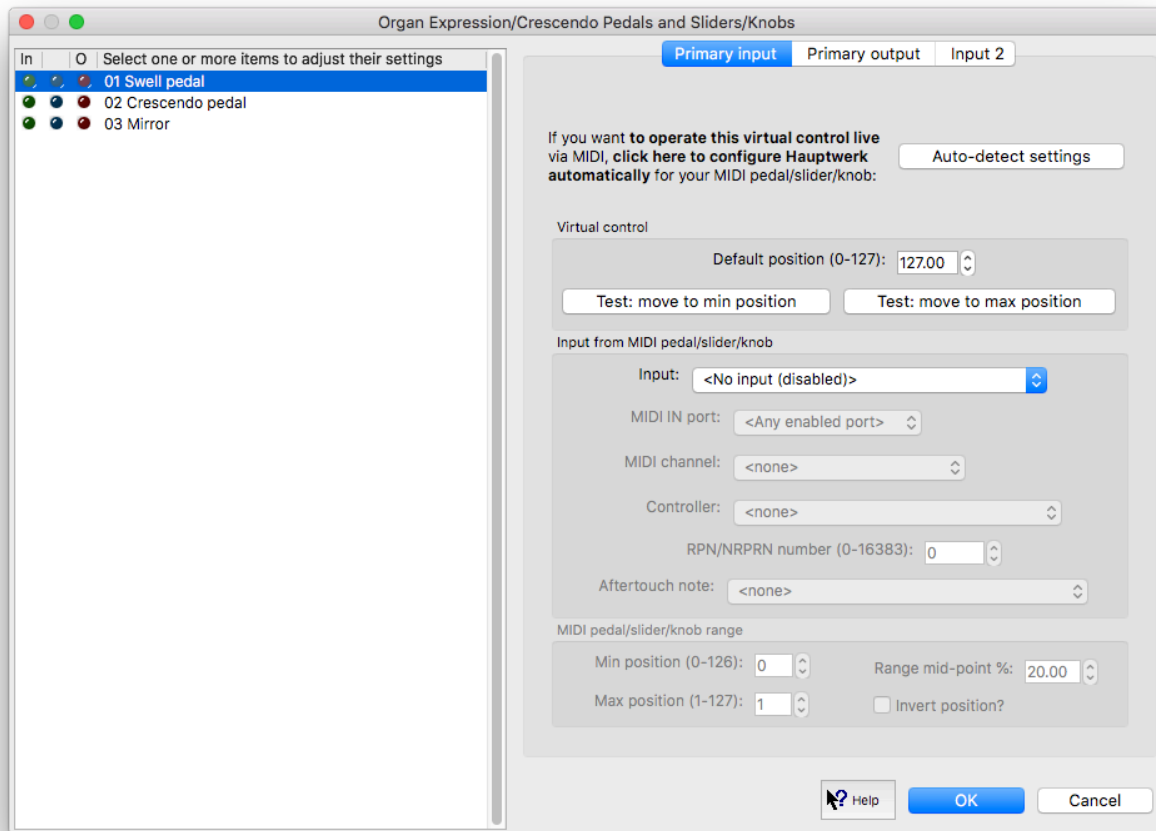 Organ Expression/Crescendo Pedals and Sliders/Knobs
In O Select one or more items to adjust their settings
01 Swell pedal
02 Crescendo pedal
03 Mirror
Primary input Primary output Input 2
If you want to operate this virtual control live
via MIDI, click here to configure Hauptwerk
automatically for your MIDI pedal/slider/knob:
Auto-detect settings
Virtual control
Default position (0-127): 127.00
Test: move to min position Test: move to max position
Input from MIDI pedal/slider/knob
Input: <No input (disabled)>
MIDI IN port: <Any enabled port>
MIDI channel: <none>
Controller: <none>
RPN/NRPRN number (0-16383): 0
Aftertouch note: <none>
MIDI pedal/slider/knob range
Min position (0-126): 0 Range mid-point %: 20.00
Max position (1-127): 1 Invert position?
? Help OK Cancel